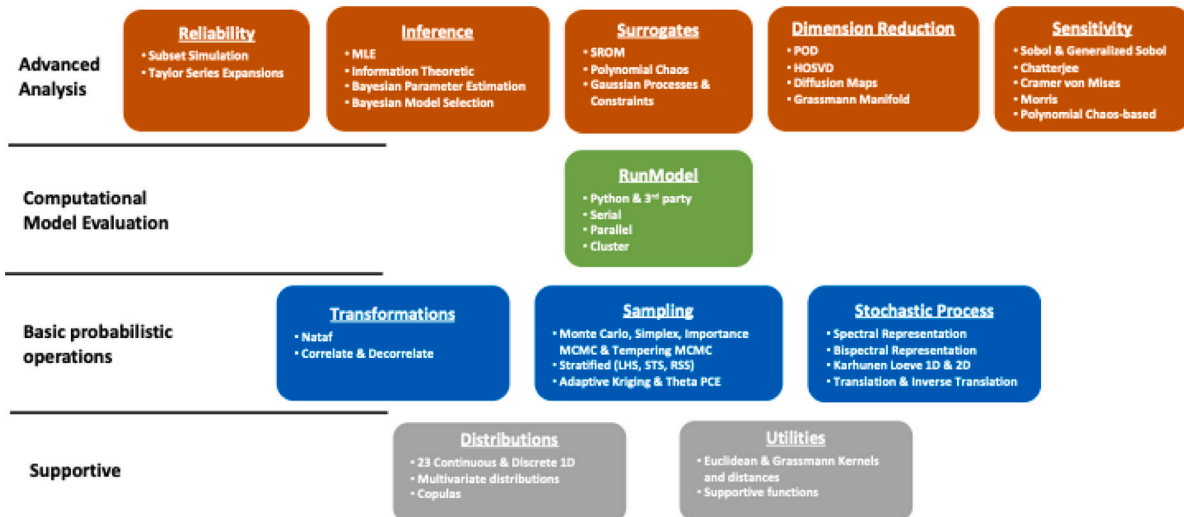 Advanced
Analysis
Reliability
• Subset Simulation
• Taylor Series Expansions
Inference
• MLE
• Information Theoretic
• Bayesian Parameter Estimation
• Bayesian Model Selection
Surrogates
• SROM
• Polynomial Chaos
• Gaussian Processes &
Constraints
Dimension Reduction
• POD
• HOSVD
• Diffusion Maps
• Grassmann Manifold
Sensitivity
• Sobol & Generalized Sobol
• Chatterjee
• Cramer von Mises
• Morris
• Polynomial Chaos-based
Computational
Model Evaluation
RunModel
• Python & 3rd party
• Serial
• Parallel
• Cluster
Basic probabilistic
operations
Transformations
• Nataf
• Correlate & Decorrelate
Sampling
• Monte Carlo, Simplex, Importance
MCMC & Tempering MCMC
• Stratified (LHS, STS, RSS)
• Adaptive Kriging & Theta PCE
Stochastic Process
• Spectral Representation
• Bispectral Representation
• Karhunen Loeve 1D & 2D
• Translation & Inverse Translation
Supportive
Distributions
• 23 Continuous & Discrete 1D
• Multivariate distributions
• Copulas
Utilities
• Euclidean & Grassmann Kernels
and distances
• Supportive functions